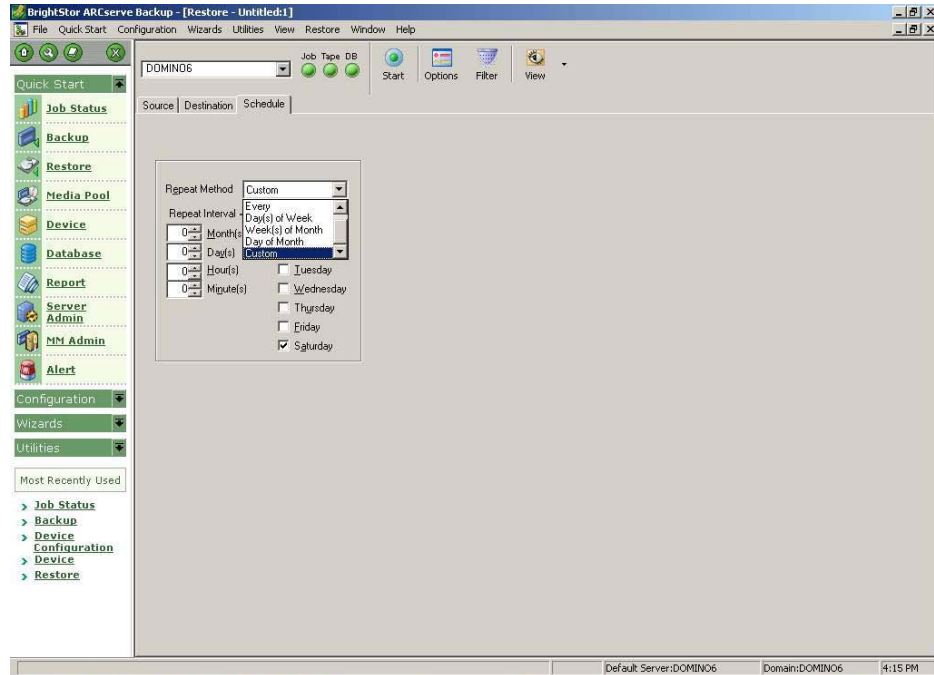 BrightStor ARCserve Backup - [Restore - Untitled:1]
File Quick Start Configuration Wizards Utilities View Restore Window Help
DOMINO6
Job Tape DB
Start
Options
Filter
View
Quick Start
Job Status
Backup
Restore
Media Pool
Device
Database
Report
Server
Admin
MM Admin
Alert
Configuration
Wizards
Utilities
Most Recently Used
Job Status
Backup
Device
Configuration
Device
Restore
Source Destination Schedule
Repeat Method Custom
Every
Day(s) of Week
Week(s) of Month
Day of Month
Custom
Repeat Interval
0 Month(s
0 Day(s)
0 Hour(s) Tuesday
0 Minute(s) Wednesday
Thursday
Friday
Saturday
Default Server:DOMINO6 Domain:DOMINO6 4:15 PM